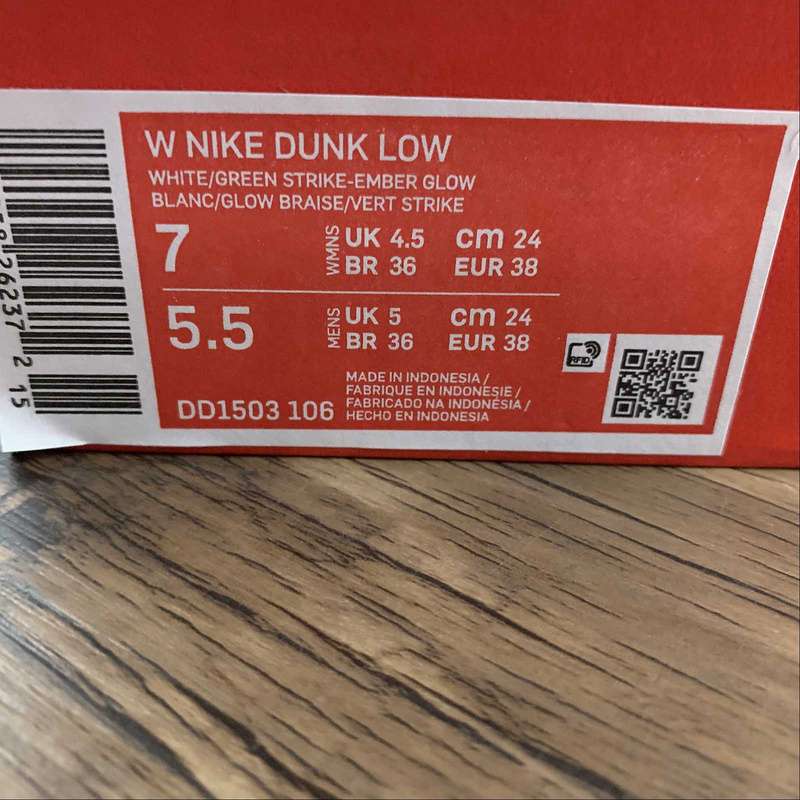 W NIKE DUNK LOW
WHITE/GREEN STRIKE-EMBER GLOW
BLANC/GLOW BRAISE/VERT STRIKE
7
WMNS
UK 4.5 cm 24
BR 36 EUR 38
5.5
MENS
UK 5 cm 24
BR 36 EUR 38
DD1503 106
MADE IN INDONESIA /
FABRIQUE EN INDONESIE /
FABRICADO NA INDONÉSIA /
HECHO EN INDONESIA
RFID
26237 2 15